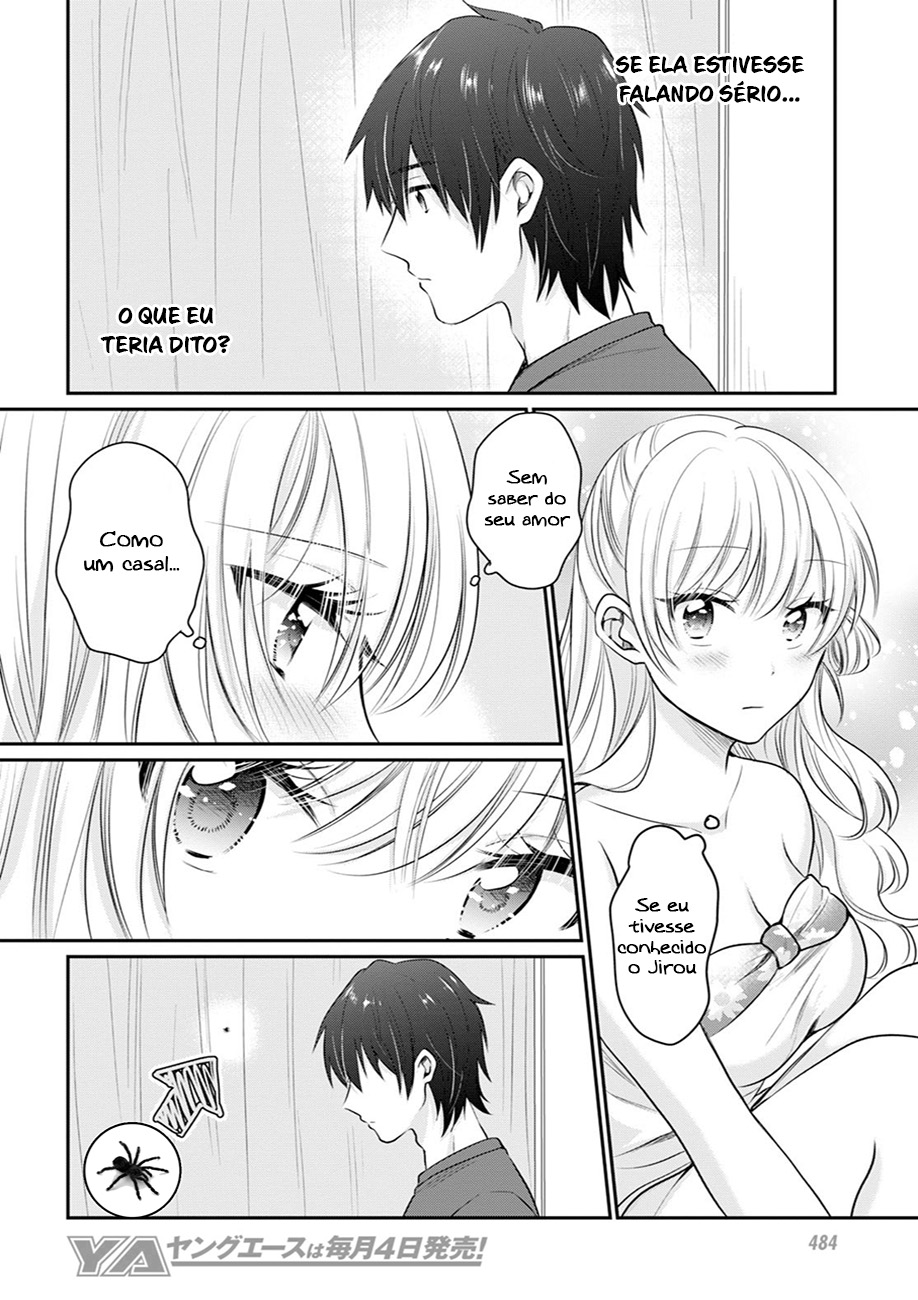 SE ELA ESTIVESSE
FALANDO SÉRIO...
O QUE EU
TERIA DITO?
Se eu
tivesse
conhecido
o Jirou
Sem
saber do
seu amor
Como
um casal...
YA ヤングエースは毎月4日発売!
484